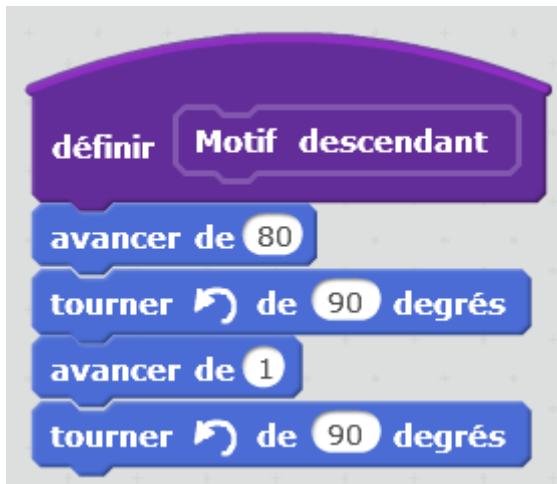 définir Motif descendant
avancer de 80
tourner de 90 degrés
avancer de 1
tourner de 90 degrés